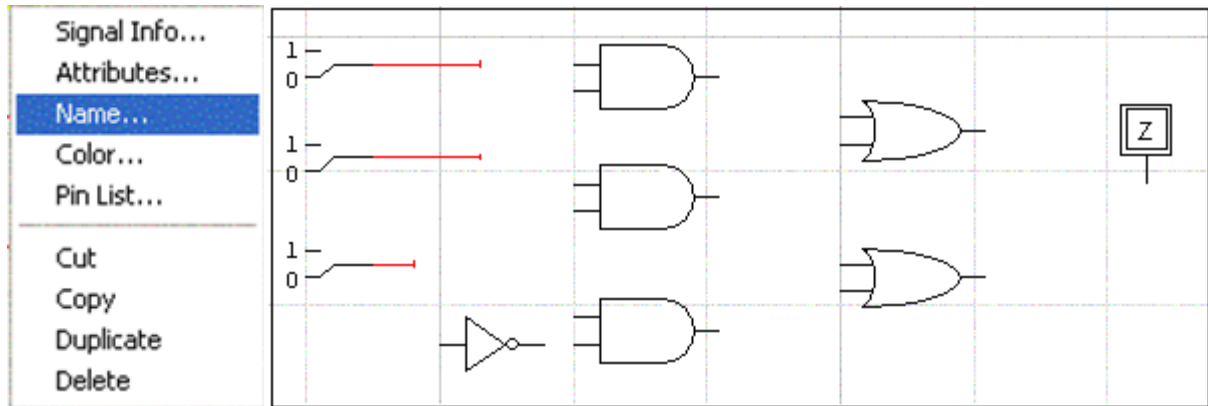 Signal Info...
Attributes...
Name...
Color...
Pin List...
Cut
Copy
Duplicate
Delete
1
0
1
0
1
0
Z